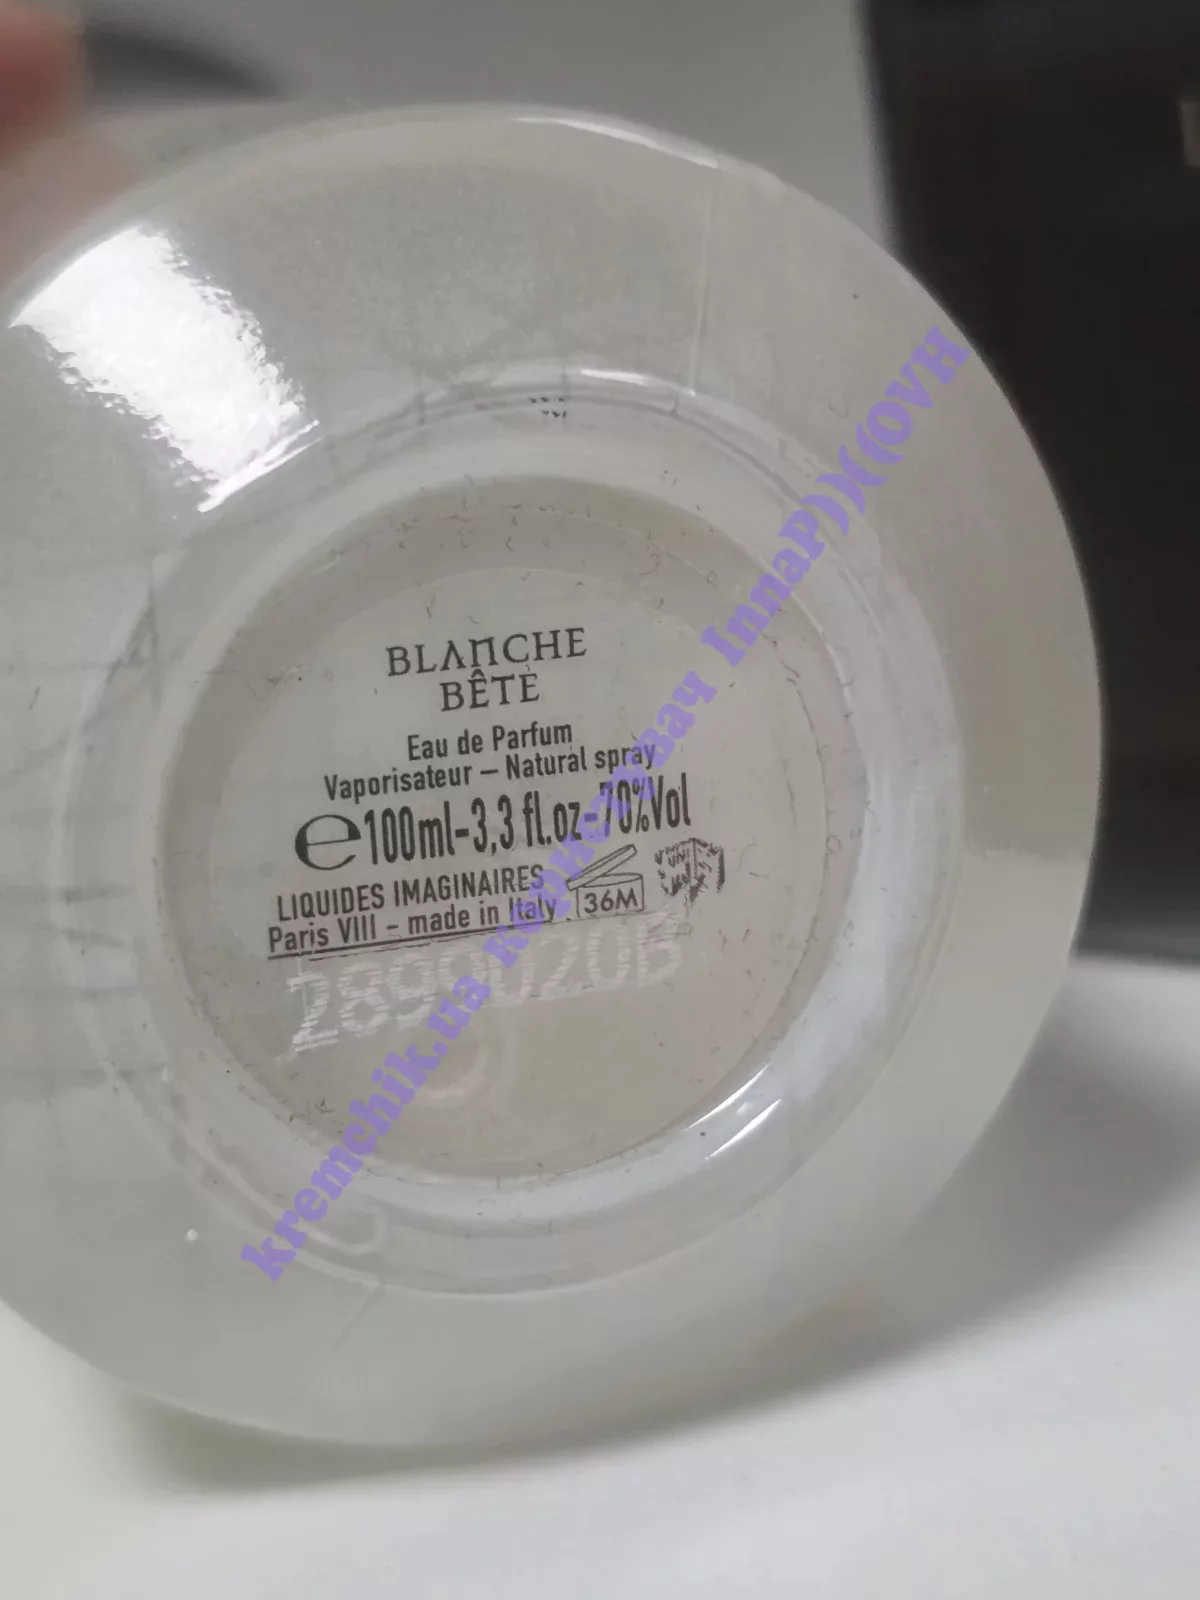 BLANCHE
BÊTE
Eau de Parfum
Vaporisateur – Natural spray
℮100ml-3,3 fl.oz-70%Vol
LIQUIDES IMAGINAIRES
Paris VIII – made in Italy
36M
2899020B
kremchik.ua користувач InnaP))((OVH